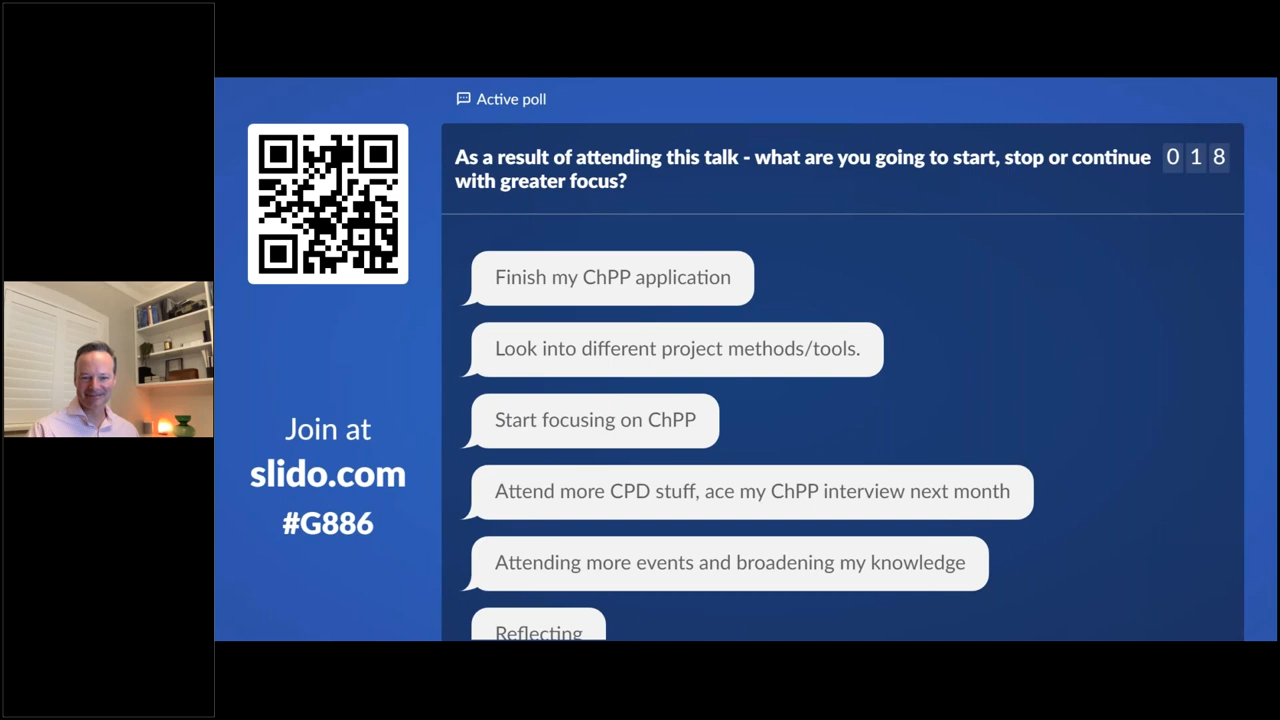 Active poll
As a result of attending this talk - what are you going to start, stop or continue
with greater focus?
018
Finish my ChPP application
Look into different project methods/tools.
Start focusing on ChPP
Attend more CPD stuff, ace my ChPP interview next month
Attending more events and broadening my knowledge
Reflecting
Join at
slido.com
#G886